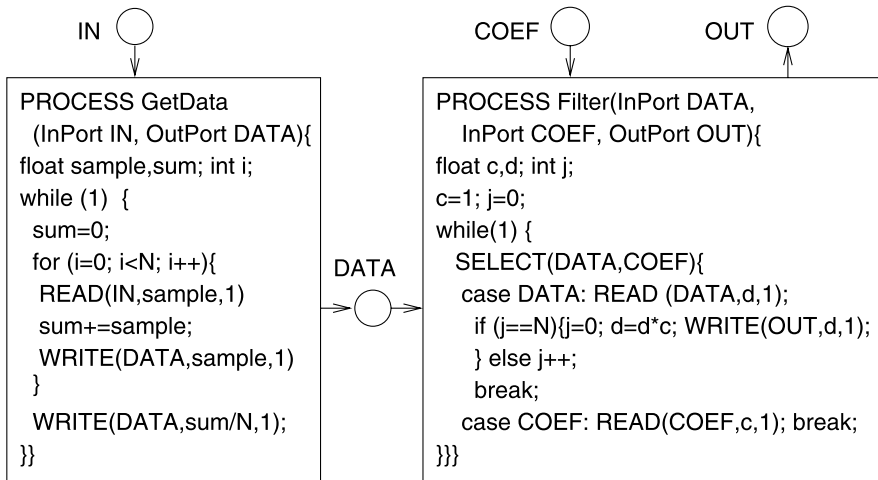 IN
COEF
OUT
PROCESS GetData
(InPort IN, OutPort DATA){
float sample,sum; int i;
while (1) {
sum=0;
for (i=0; i<N; i++){
READ(IN,sample,1)
sum+=sample;
WRITE(DATA,sample,1)
}
WRITE(DATA,sum/N,1);
}}
DATA
PROCESS Filter(InPort DATA,
InPort COEF, OutPort OUT){
float c,d; int j;
c=1; j=0;
while(1) {
SELECT(DATA,COEF){
case DATA: READ (DATA,d,1);
if (j==N){j=0; d=d*c; WRITE(OUT,d,1);
} else j++;
break;
case COEF: READ(COEF,c,1); break;
}}}